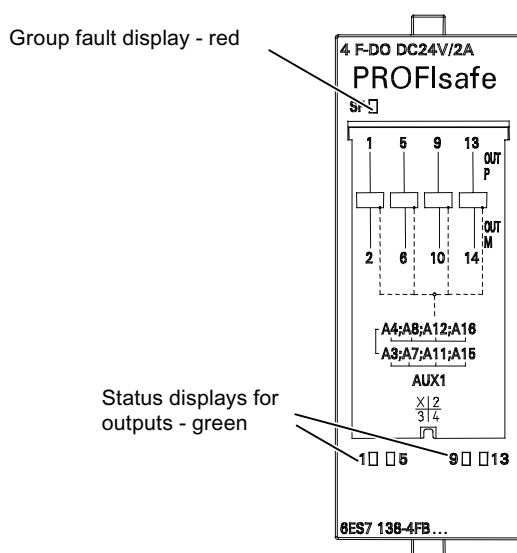 Group fault display - red
4 F-DO DC24V/2A
PROFIsafe
SF
1 5 9 13
OUT
P
OUT
M
2 6 10 14
A4;A8;A12;A16
A3;A7;A11;A15
AUX1
X 2
3 4
Status displays for
outputs - green
1 5 9 13
6ES7 138-4FB...